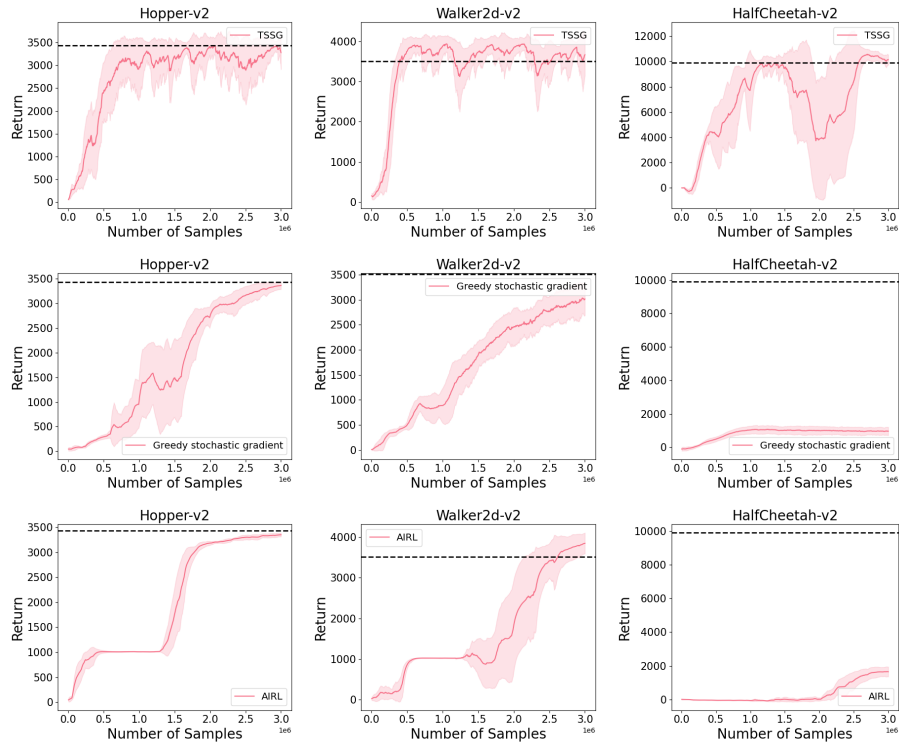 Hopper-v2
TSSG
Return
3500
3000
2500
2000
1500
1000
500
0
0.0 0.5 1.0 1.5 2.0 2.5 3.0
1e6
Number of Samples
Walker2d-v2
TSSG
Return
4000
3000
2000
1000
0
0.0 0.5 1.0 1.5 2.0 2.5 3.0
1e6
Number of Samples
HalfCheetah-v2
TSSG
Return
12000
10000
8000
6000
4000
2000
0
0.0 0.5 1.0 1.5 2.0 2.5 3.0
1e6
Number of Samples
Hopper-v2
Greedy stochastic gradient
Return
3500
3000
2500
2000
1500
1000
500
0
0.0 0.5 1.0 1.5 2.0 2.5 3.0
1e6
Number of Samples
Walker2d-v2
Greedy stochastic gradient
Return
3500
3000
2500
2000
1500
1000
500
0
0.0 0.5 1.0 1.5 2.0 2.5 3.0
1e6
Number of Samples
HalfCheetah-v2
Greedy stochastic gradient
Return
10000
8000
6000
4000
2000
0
0.0 0.5 1.0 1.5 2.0 2.5 3.0
1e6
Number of Samples
Hopper-v2
AIRL
Return
3500
3000
2500
2000
1500
1000
500
0
0.0 0.5 1.0 1.5 2.0 2.5 3.0
1e6
Number of Samples
Walker2d-v2
AIRL
Return
4000
3000
2000
1000
0
0.0 0.5 1.0 1.5 2.0 2.5 3.0
1e6
Number of Samples
HalfCheetah-v2
AIRL
Return
10000
8000
6000
4000
2000
0
0.0 0.5 1.0 1.5 2.0 2.5 3.0
1e6
Number of Samples